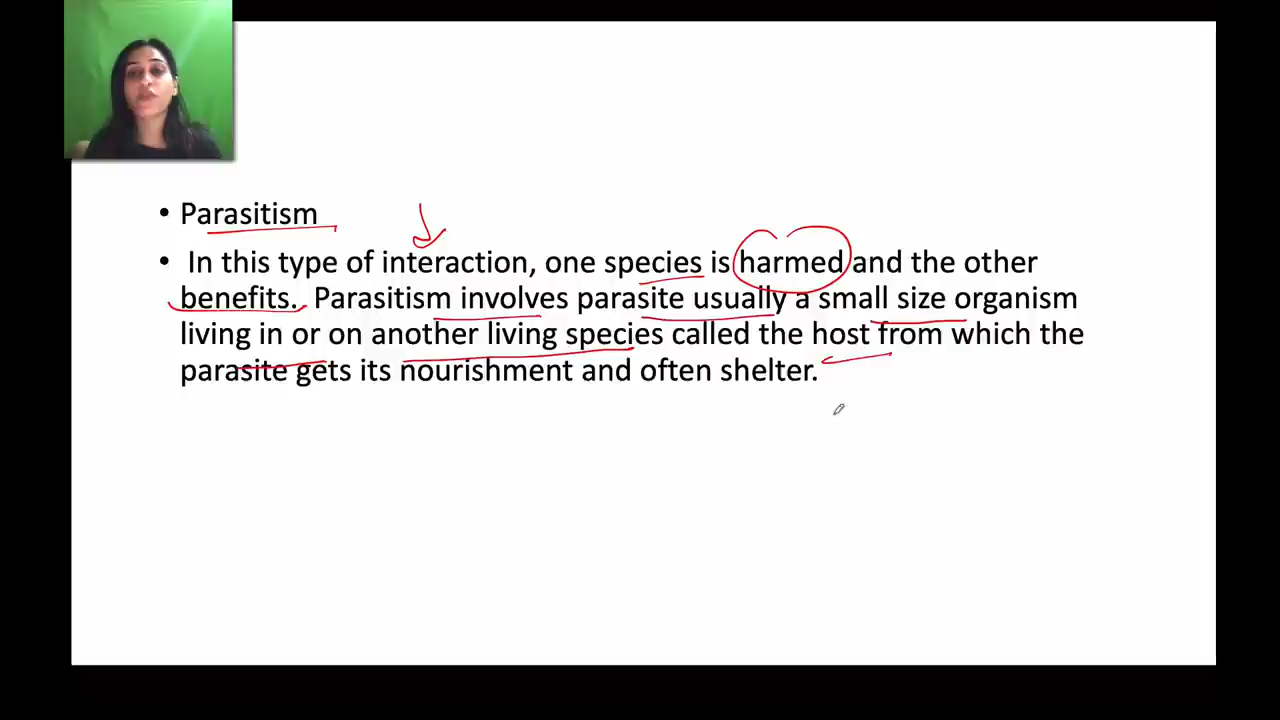 • Parasitism
• In this type of interaction, one species is harmed and the other
benefits. Parasitism involves parasite usually a small size organism
living in or on another living species called the host from which the
parasite gets its nourishment and often shelter.